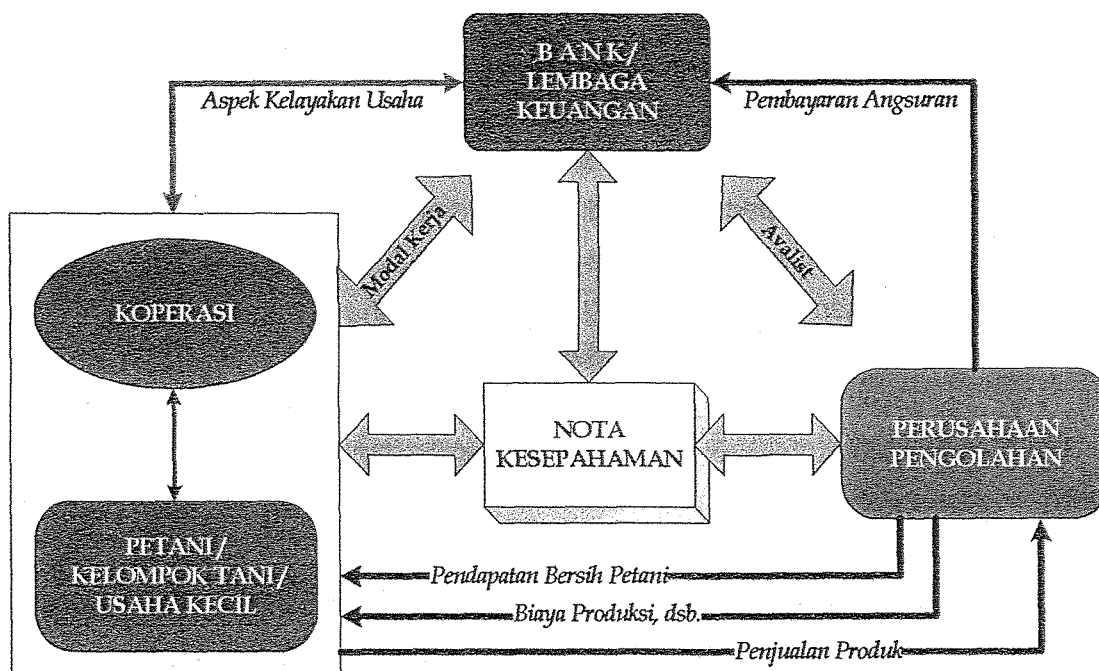 B A N K/
LEMBAGA
KEUANGAN
Aspek Kelayakan Usaha
Pembayaran Angsuran
Modal Kerja
Avalist
KOPERASI
NOTA
KESEPAHAMAN
PERUSAHAAN
PENGOLAHAN
PETANI/
KELOMPOK TANI/
USAHA KECIL
Pendapatan Bersih Petani
Biaya Produksi, dsb.
Penjualan Produk